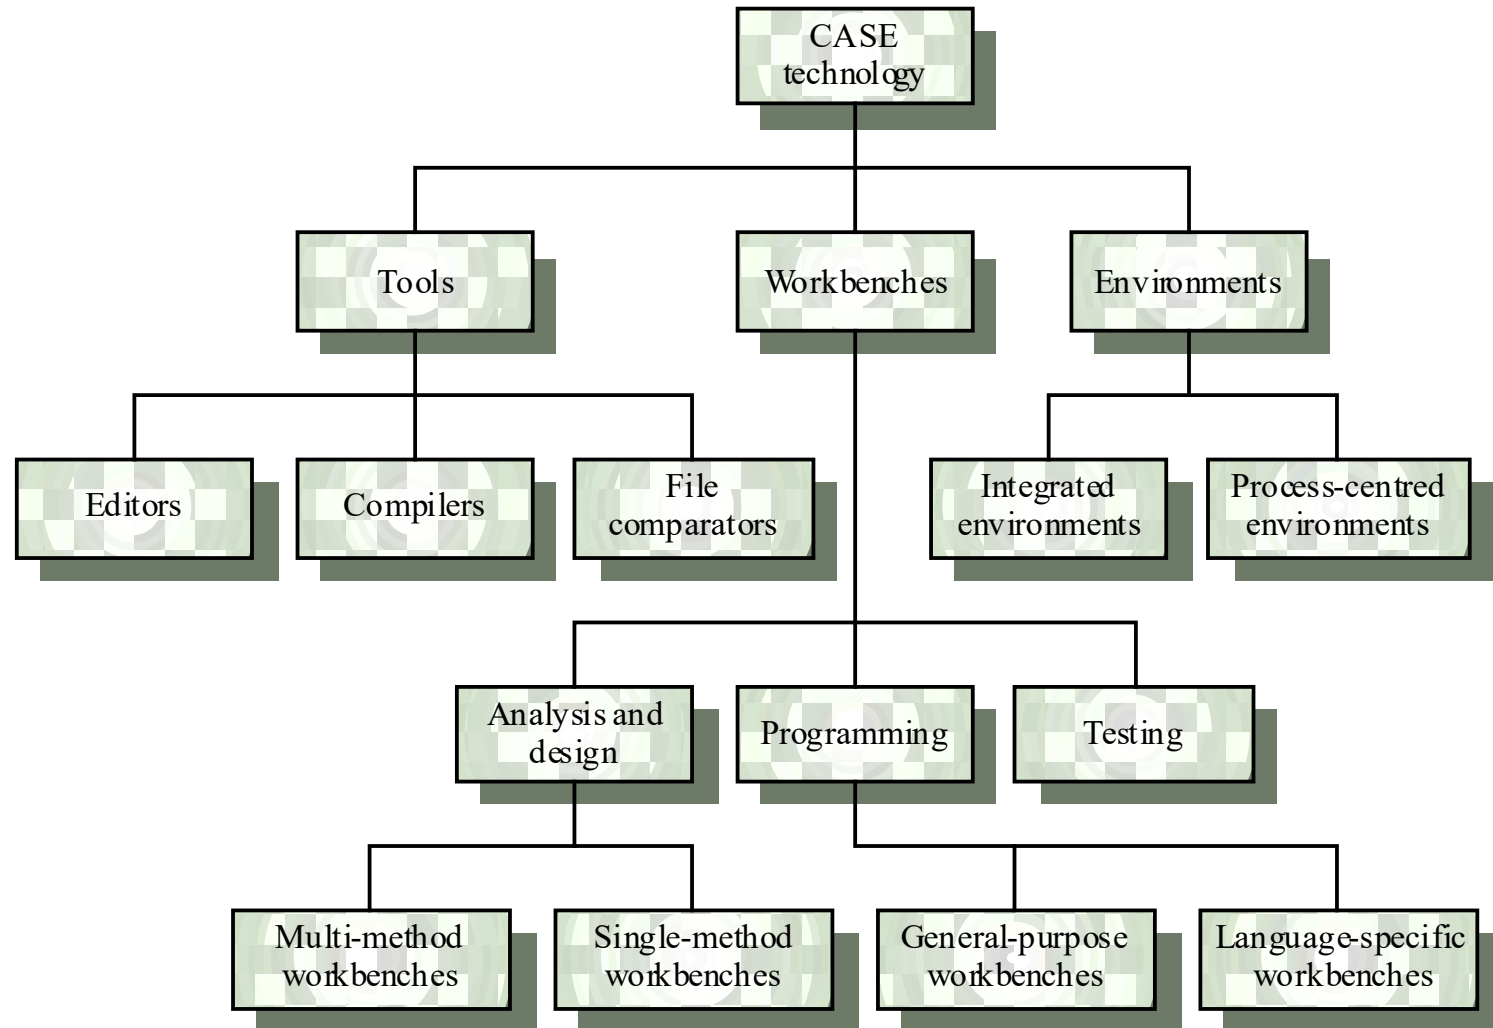 CASE
technology
Tools
Workbenches
Environments
Editors
Compilers
File
comparators
Integrated
environments
Process-centred
environments
Analysis and
design
Programming
Testing
Multi-method
workbenches
Single-method
workbenches
General-purpose
workbenches
Language-specific
workbenches